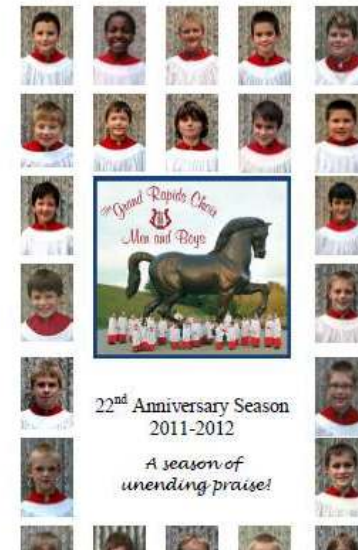 The Grand Rapids Choir
Men and Boys
22nd Anniversary Season
2011-2012
A season of
unending praise!